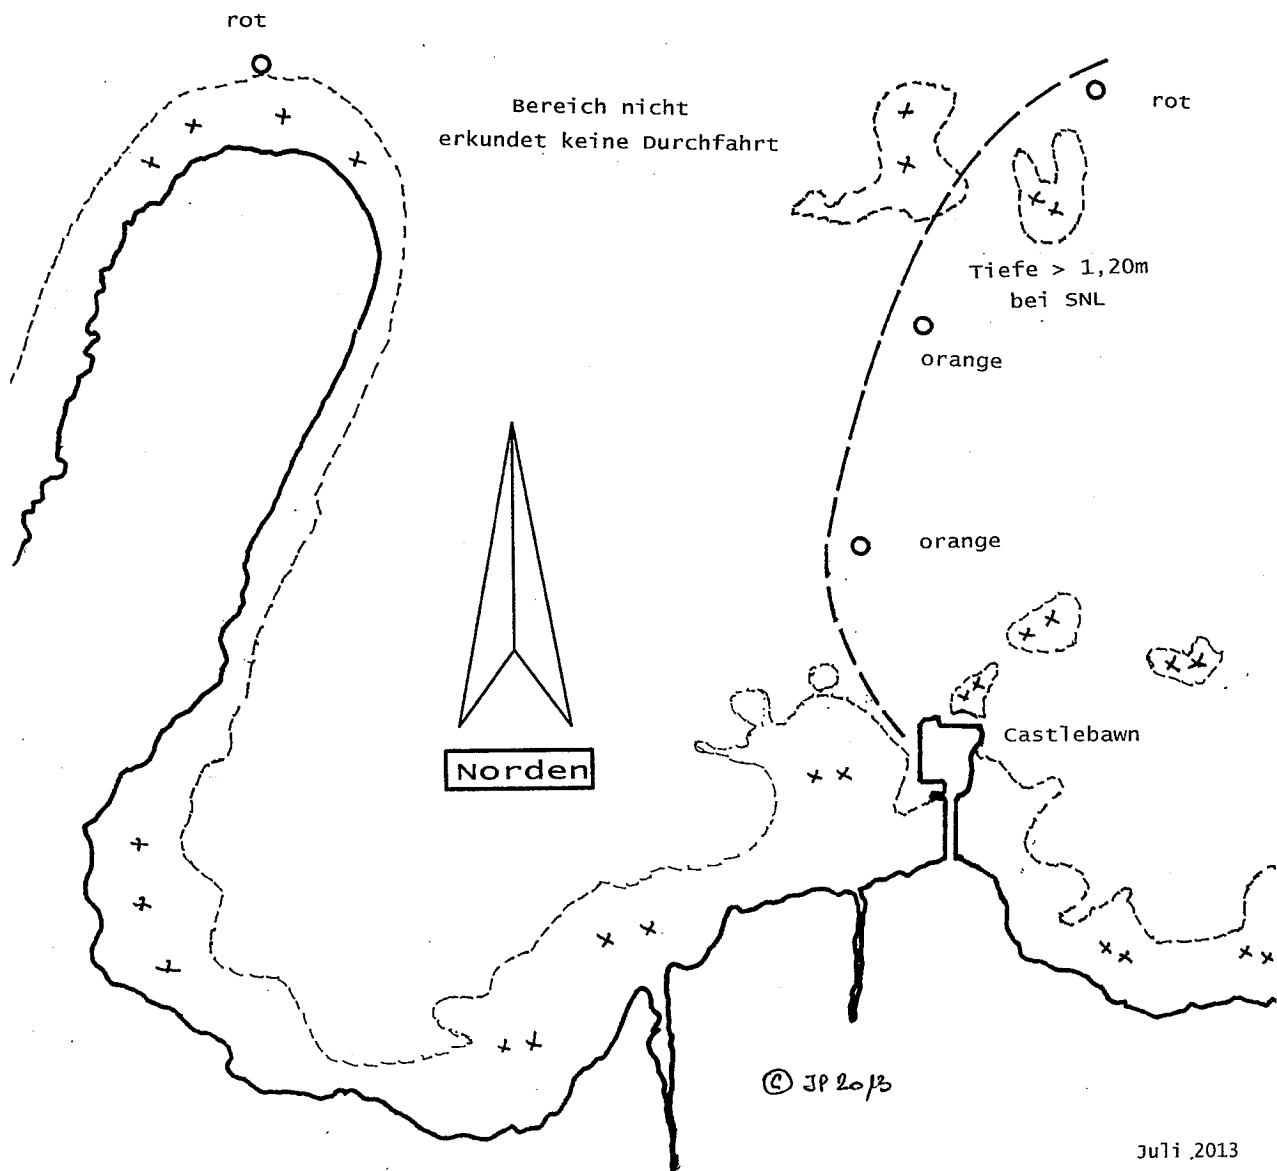 rot
Bereich nicht
erkundet keine Durchfahrt
rot
Tiefe > 1,20m
bei SNL
orange
orange
Castlebawn
Norden
© JP 2013
Juli 2013